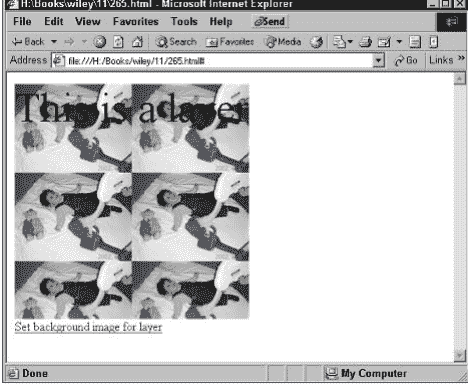 H:\Books\wiley\11\265.html - Microsoft Internet Explorer
File Edit View Favorites Tools Help Send
Back Search Favorites Media
Address file:///H:/Books/wiley/11/265.html# Go Links »
This is a layer
Set background image for layer
Done My Computer